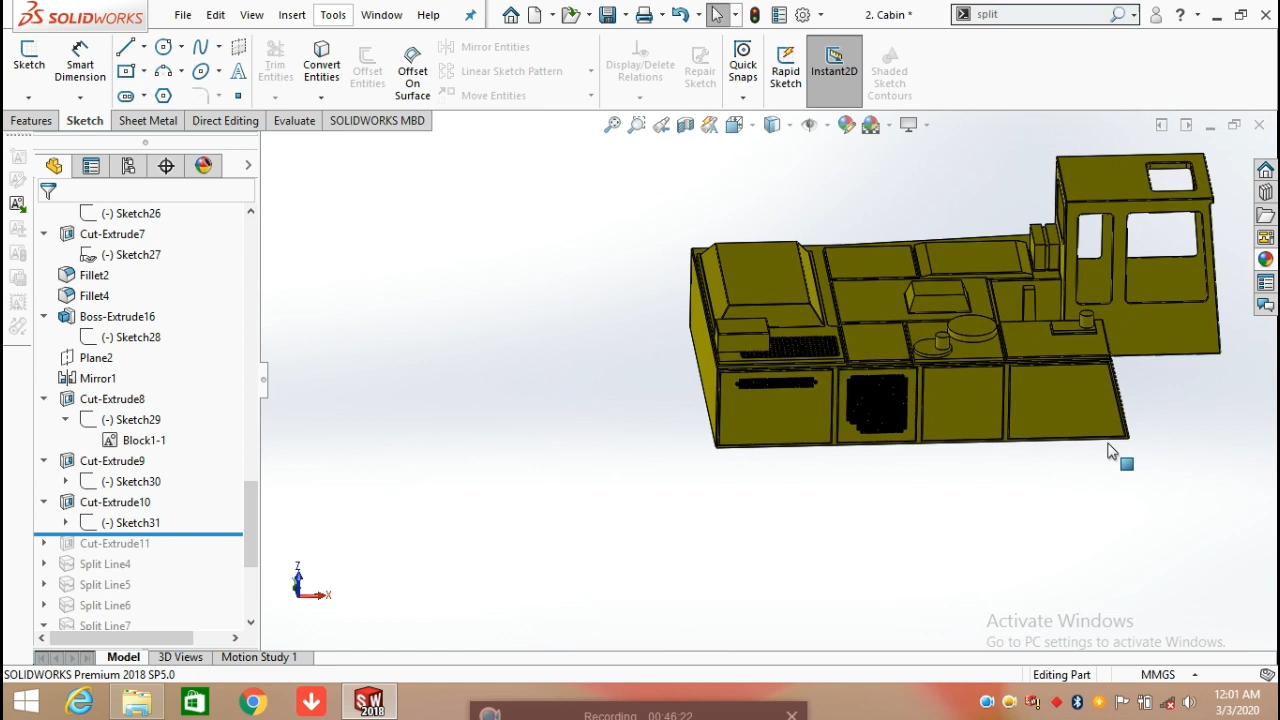 SOLIDWORKS File Edit View Insert Tools Window Help 2. Cabin * split
Sketch Smart Dimension Trim Entities Convert Entities Offset Entities Offset On Surface Mirror Entities Linear Sketch Pattern Move Entities Display/Delete Relations Repair Sketch Quick Snaps Rapid Sketch Instant2D Shaded Sketch Contours
Features Sketch Sheet Metal Direct Editing Evaluate SOLIDWORKS MBD
(-) Sketch26
Cut-Extrude7
(-) Sketch27
Fillet2
Fillet4
Boss-Extrude16
(-) Sketch28
Plane2
Mirror1
Cut-Extrude8
(-) Sketch29
Block1-1
Cut-Extrude9
(-) Sketch30
Cut-Extrude10
(-) Sketch31
Cut-Extrude11
Split Line4
Split Line5
Split Line6
Split Line7
Z
X
Activate Windows
Go to PC settings to activate Windows.
Model 3D Views Motion Study 1
SOLIDWORKS Premium 2018 SP5.0 Editing Part MMGS
SW 2018
12:01 AM
3/3/2020
Recording 00:46:22